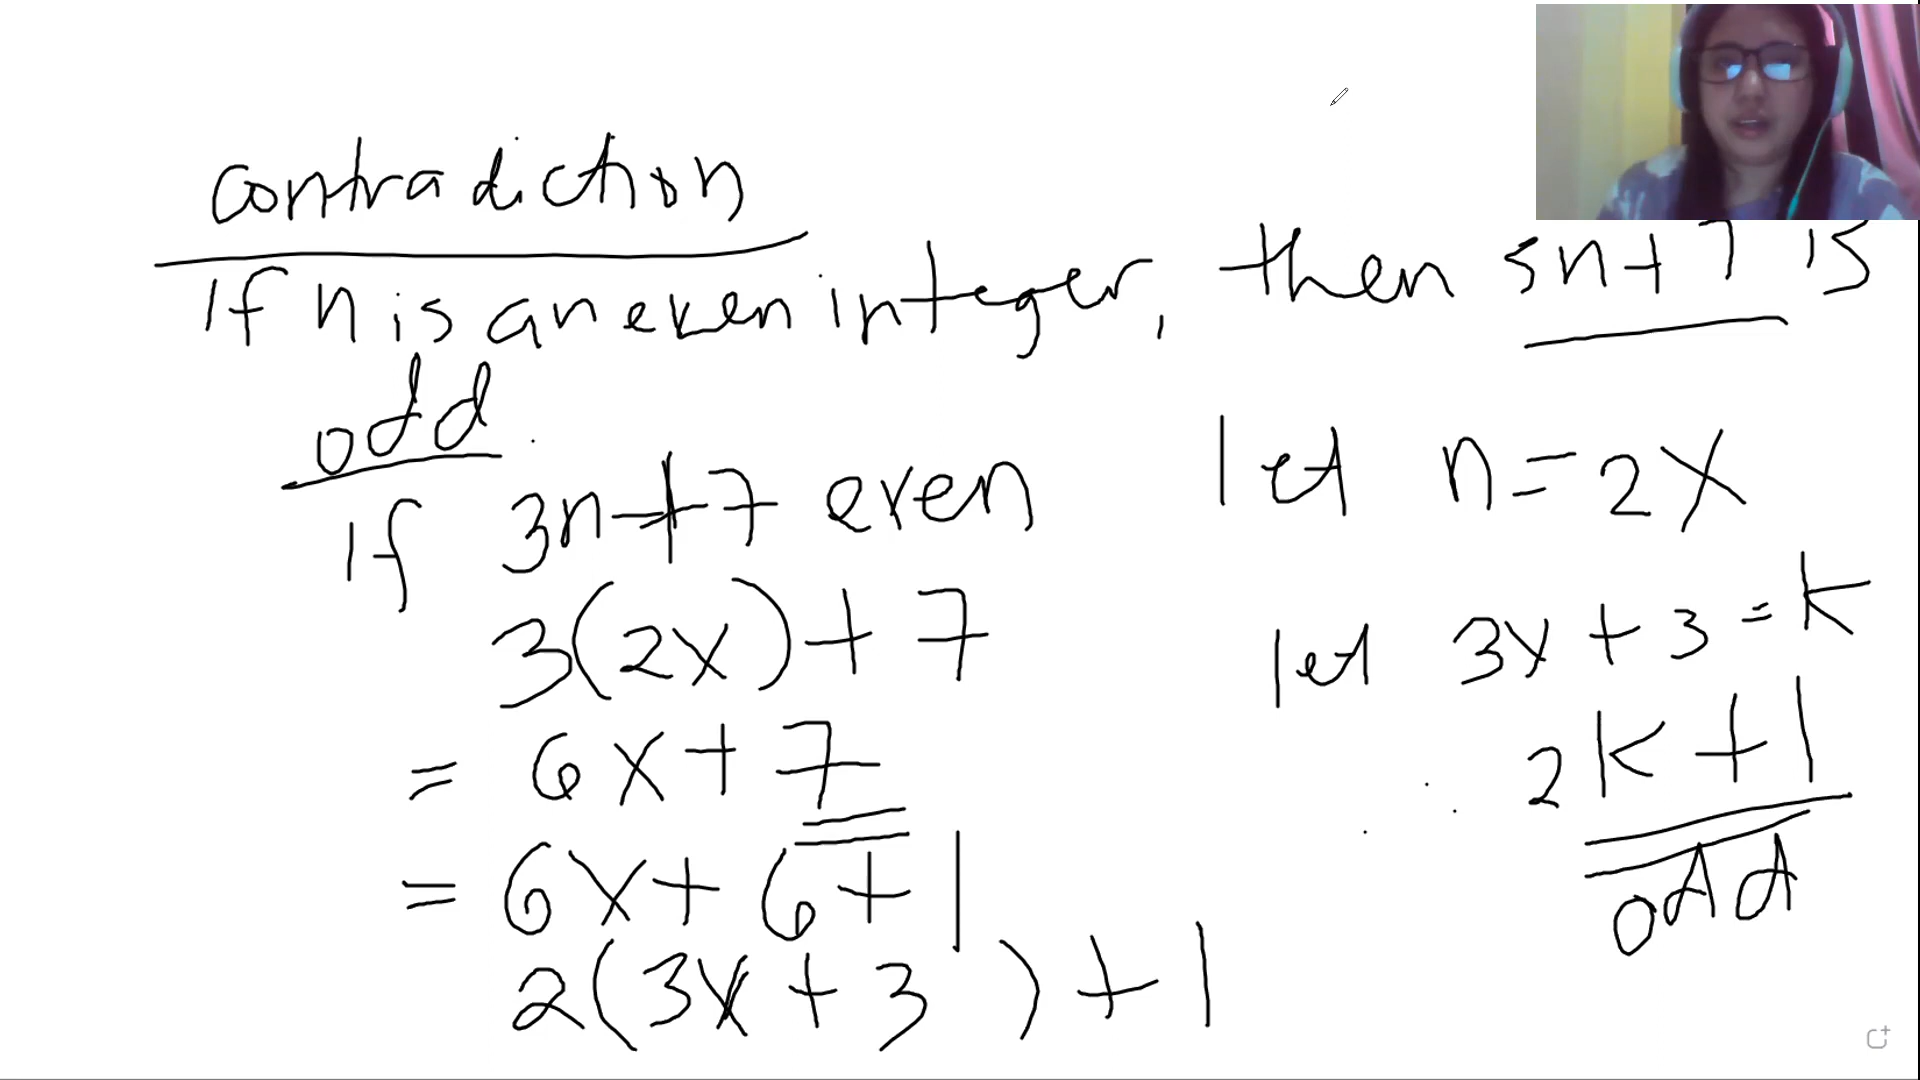 contradiction
If n is an even integer, then 3n+7 is
odd
If 3n+7 even
let n=2x
3(2x)+7
let 3x+3=k
= 6x+7
2k+1
= 6x+6+1
odd
2(3x+3)+1